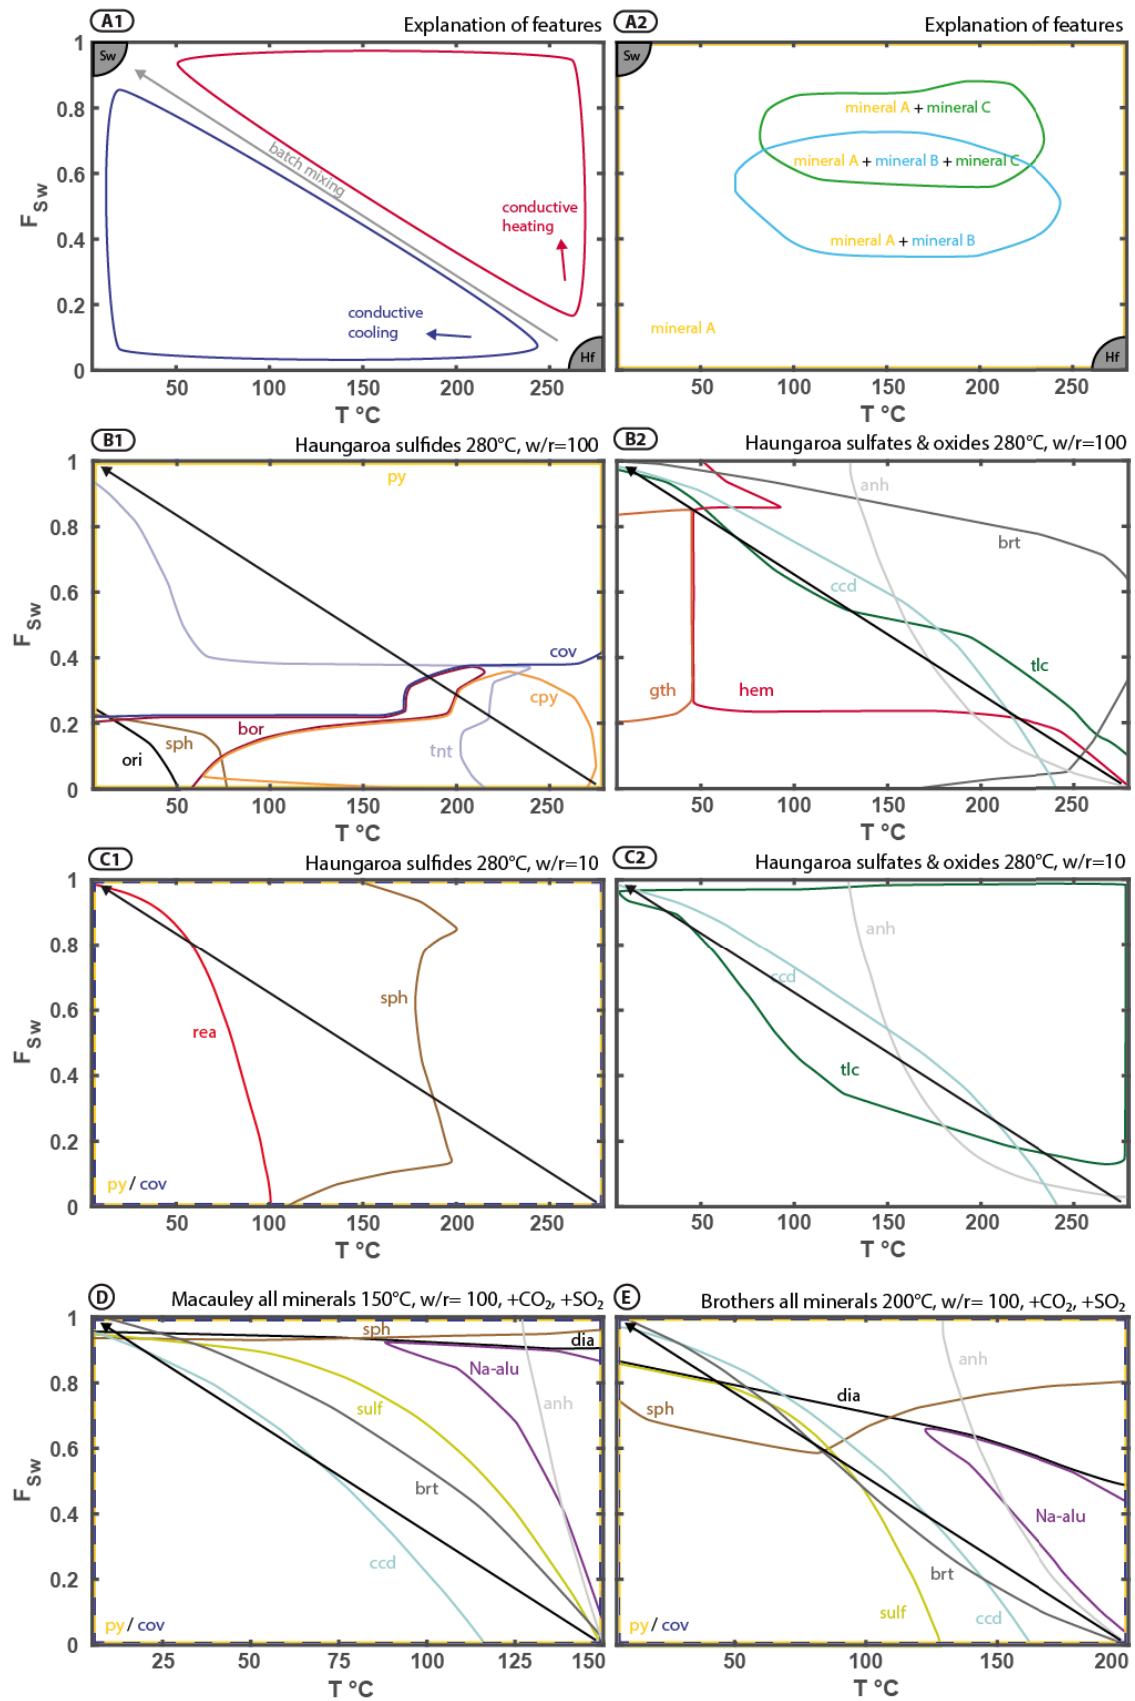 A1
Explanation of features
A2
Explanation of features
1
0.8
0.6
0.4
0.2
0
F Sw
Sw
batch mixing
conductive
heating
conductive
cooling
Hf
50
100
150
200
250
T °C
Sw
mineral A + mineral C
mineral A + mineral B + mineral C
mineral A + mineral B
mineral A
Hf
50
100
150
200
250
T °C
B1
Haungaroa sulfides 280°C, w/r=100
B2
Haungaroa sulfates & oxides 280°C, w/r=100
1
0.8
0.6
0.4
0.2
0
F Sw
py
cov
cpy
bor
sph
tnt
ori
50
100
150
200
250
T °C
anh
brt
ccd
tlc
gth
hem
50
100
150
200
250
T °C
C1
Haungaroa sulfides 280°C, w/r=10
C2
Haungaroa sulfates & oxides 280°C, w/r=10
1
0.8
0.6
0.4
0.2
0
F Sw
sph
rea
py / cov
50
100
150
200
250
T °C
anh
ccd
tlc
50
100
150
200
250
T °C
D
Macauley all minerals 150°C, w/r= 100, +CO₂, +SO₂
E
Brothers all minerals 200°C, w/r= 100, +CO₂, +SO₂
1
0.8
0.6
0.4
0.2
0
F Sw
sph
dia
Na-alu
anh
sulf
brt
ccd
py / cov
25
50
75
100
125
150
T °C
anh
dia
sph
Na-alu
brt
sulf
ccd
py / cov
50
100
150
200
T °C